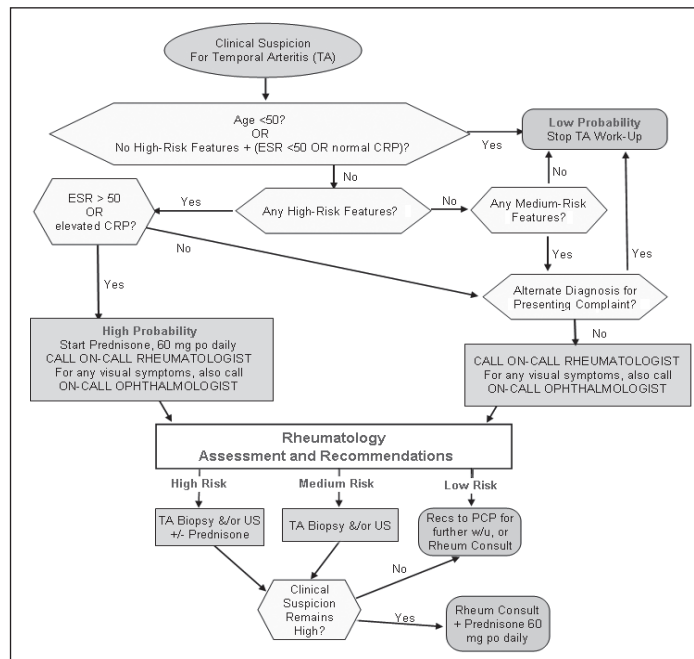 Clinical Suspicion
For Temporal Arteritis (TA)
Age <50?
OR
No High-Risk Features + (ESR <50 OR normal CRP)?
Yes
Low Probability
Stop TA Work-Up
No
No
ESR > 50
OR
elevated CRP?
Yes
Any High-Risk Features?
No
Any Medium-Risk
Features?
No
Yes
Yes
Yes
Alternate Diagnosis for
Presenting Complaint?
High Probability
Start Prednisone, 60 mg po daily
CALL ON-CALL RHEUMATOLOGIST
For any visual symptoms, also call
ON-CALL OPHTHALMOLOGIST
No
CALL ON-CALL RHEUMATOLOGIST
For any visual symptoms, also call
ON-CALL OPHTHALMOLOGIST
Rheumatology
Assessment and Recommendations
High Risk
Medium Risk
Low Risk
TA Biopsy &/or US
+/- Prednisone
TA Biopsy &/or US
Recs to PCP for
further w/u, or
Rheum Consult
No
Clinical
Suspicion
Remains
High?
Yes
Rheum Consult
+ Prednisone 60
mg po daily